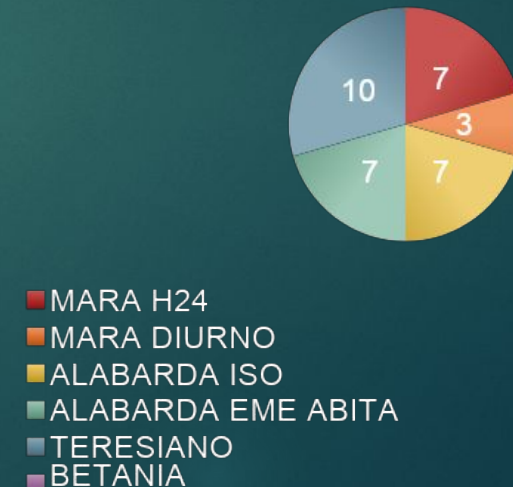 10
7
3
7
7
MARA H24
MARA DIURNO
ALABARDA ISO
ALABARDA EME ABITA
TERESIANO
BETANIA